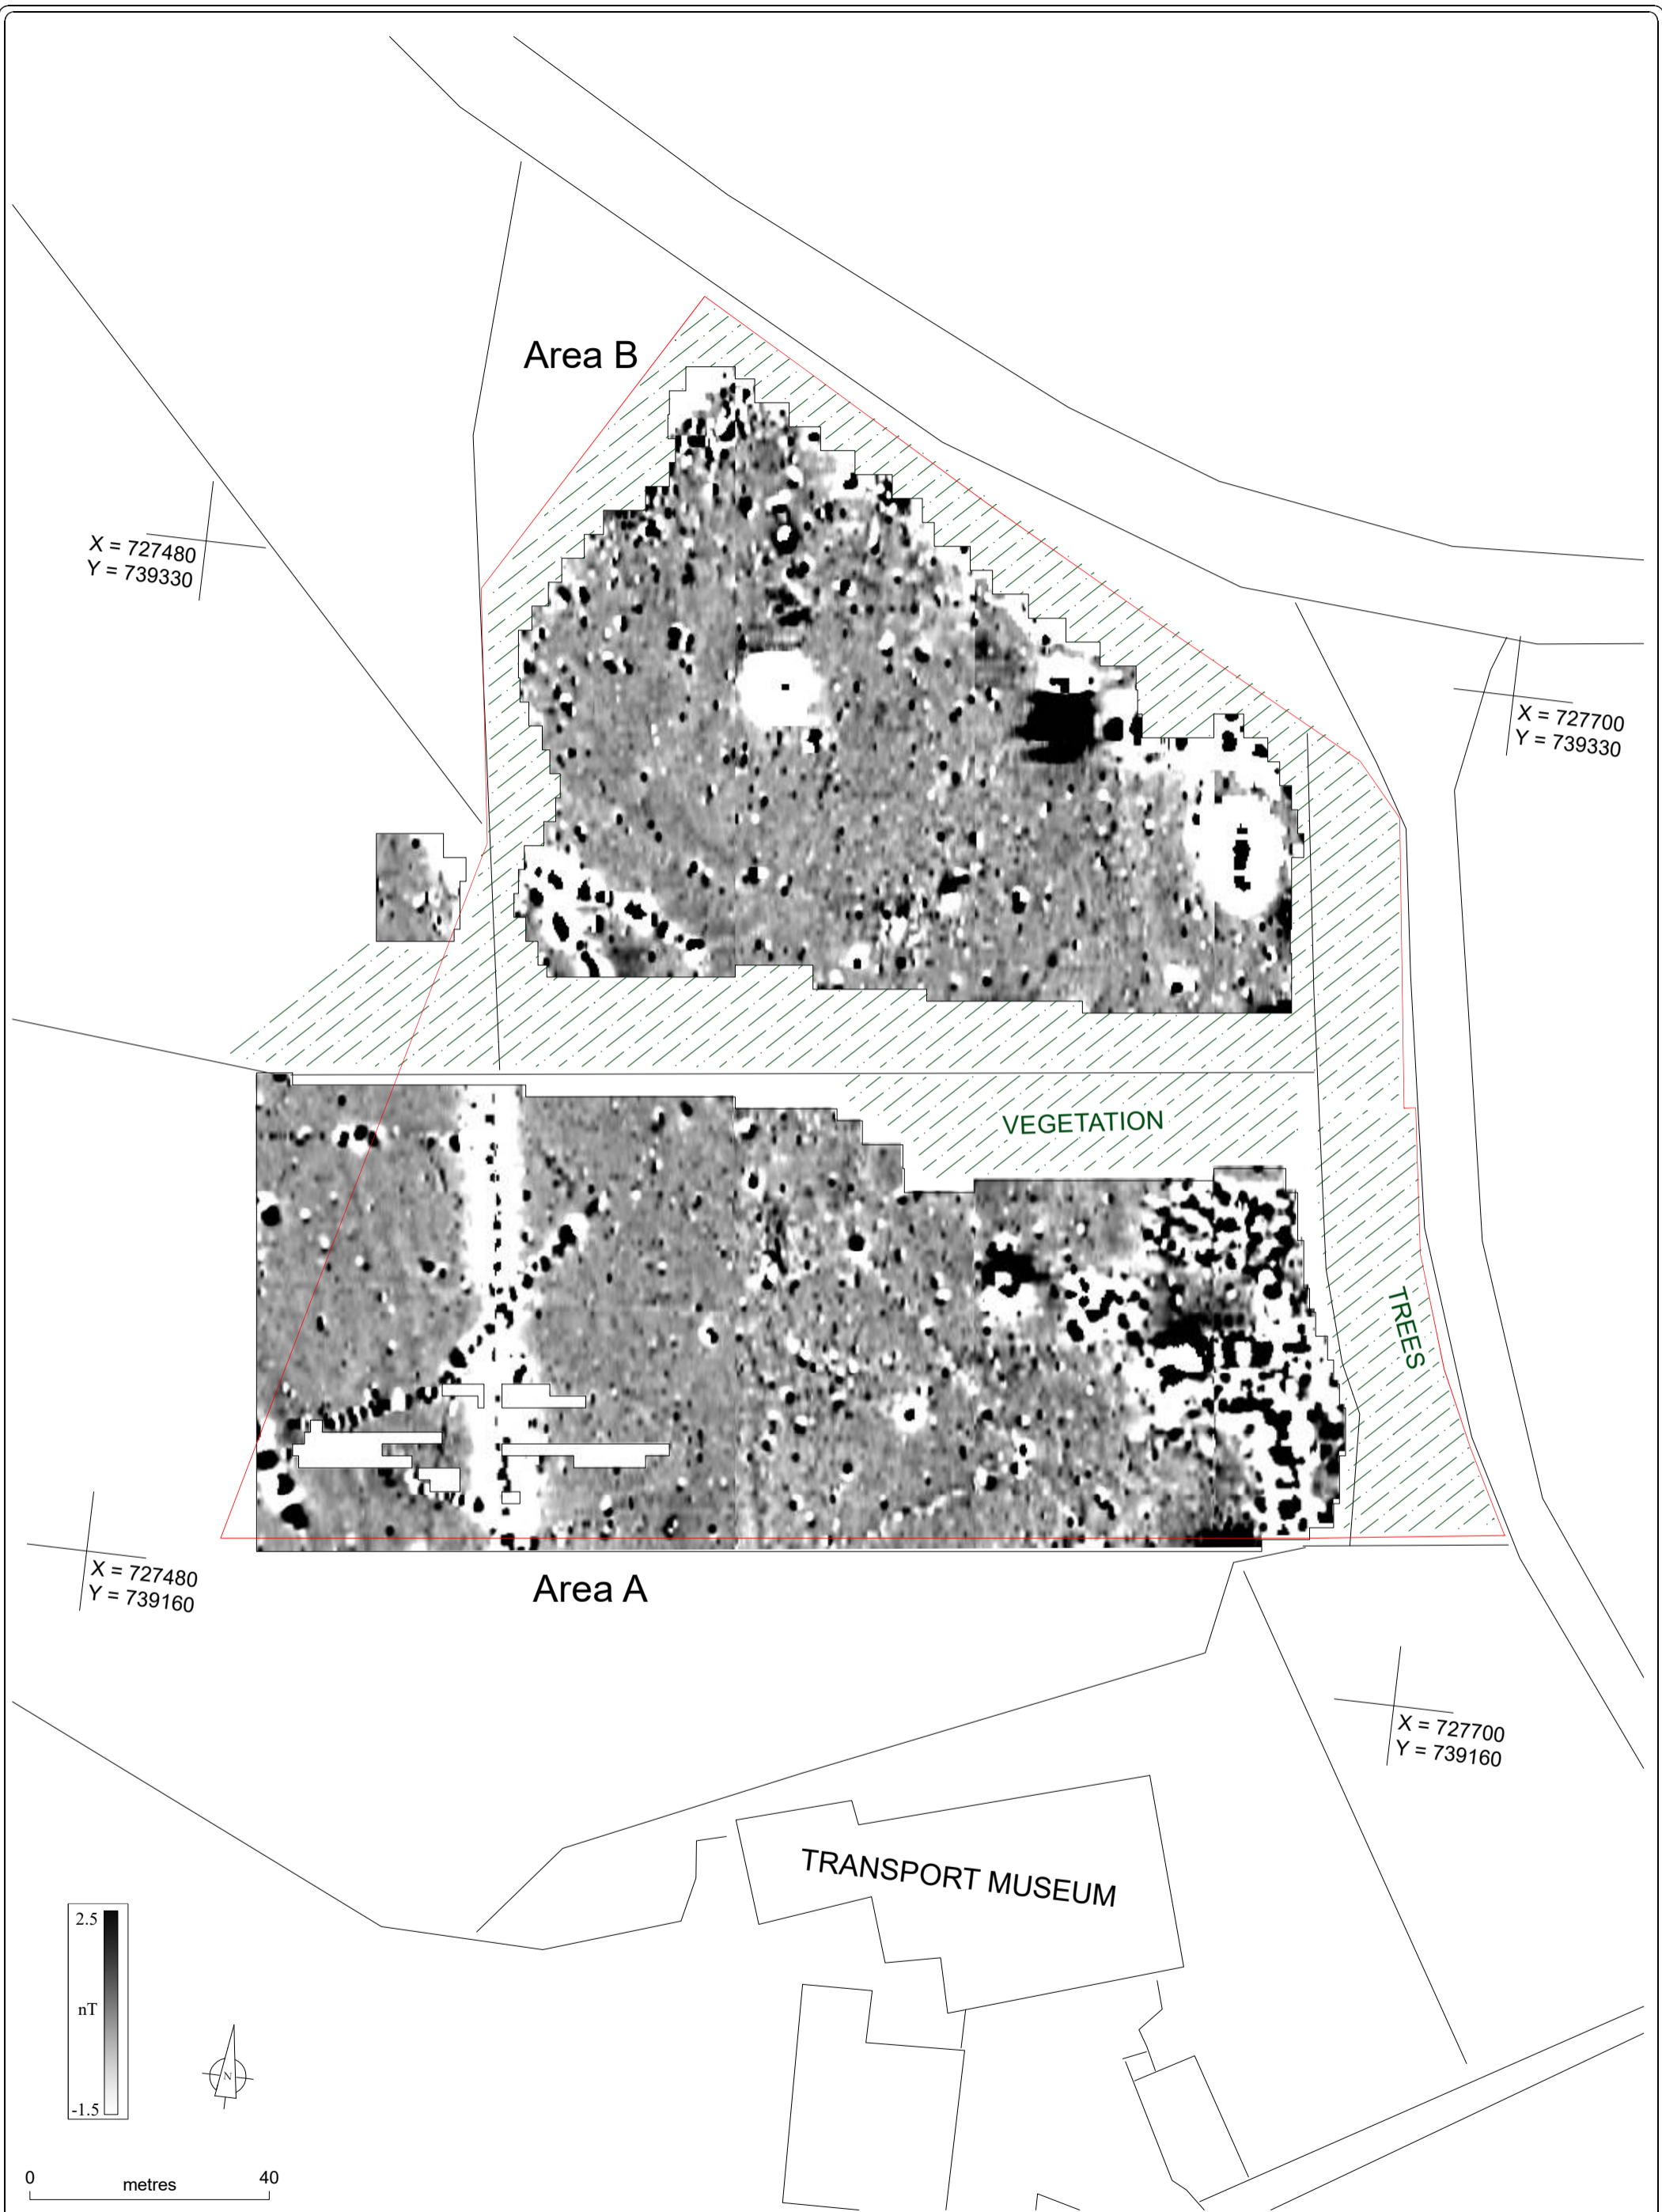 Area B
X = 727480
Y = 739330
X = 727700
Y = 739330
VEGETATION
TREES
X = 727480
Y = 739160
Area A
X = 727700
Y = 739160
TRANSPORT MUSEUM
2.5
nT
-1.5
N
0 metres 40